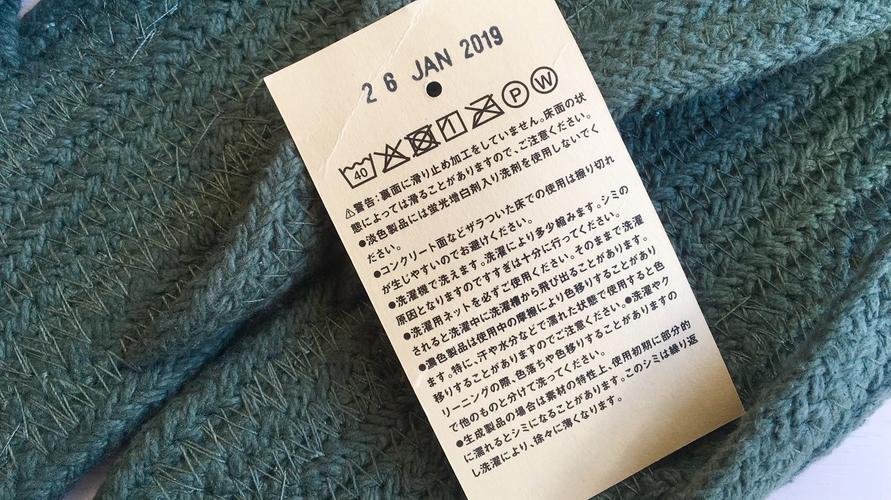 26 JAN 2019
40 P W
⚠警告：裏面に滑り止め加工をしていません。床面の状
態によっては滑ることがありますので、ご注意ください。
●淡色製品には蛍光増白剤入り洗剤を使用しないでく
ださい。
●コンクリート面などザラついた床での使用は擦り切れ
が生じやすいのでお避けください。
●洗濯機で洗えます。洗濯により多少縮みます。シミの
原因となりますのですすぎは十分に行ってください。
●洗濯用ネットを必ずご使用ください。そのままで洗濯
されると洗濯中に洗濯槽から飛び出ることがあります。
●濃色製品は使用中の摩擦により色移りすることがあり
ます。特に、汗や水分などで濡れた状態で使用すると色
移りすることがありますのでご注意ください。●洗濯やク
リーニングの際、色落ちや色移りすることがありますの
で他のものと分けて洗ってください。
●生成製品の場合は素材の特性上、使用初期に部分的
に濡れるとシミになることがあります。このシミは繰り返
し洗濯により、徐々に薄くなります。